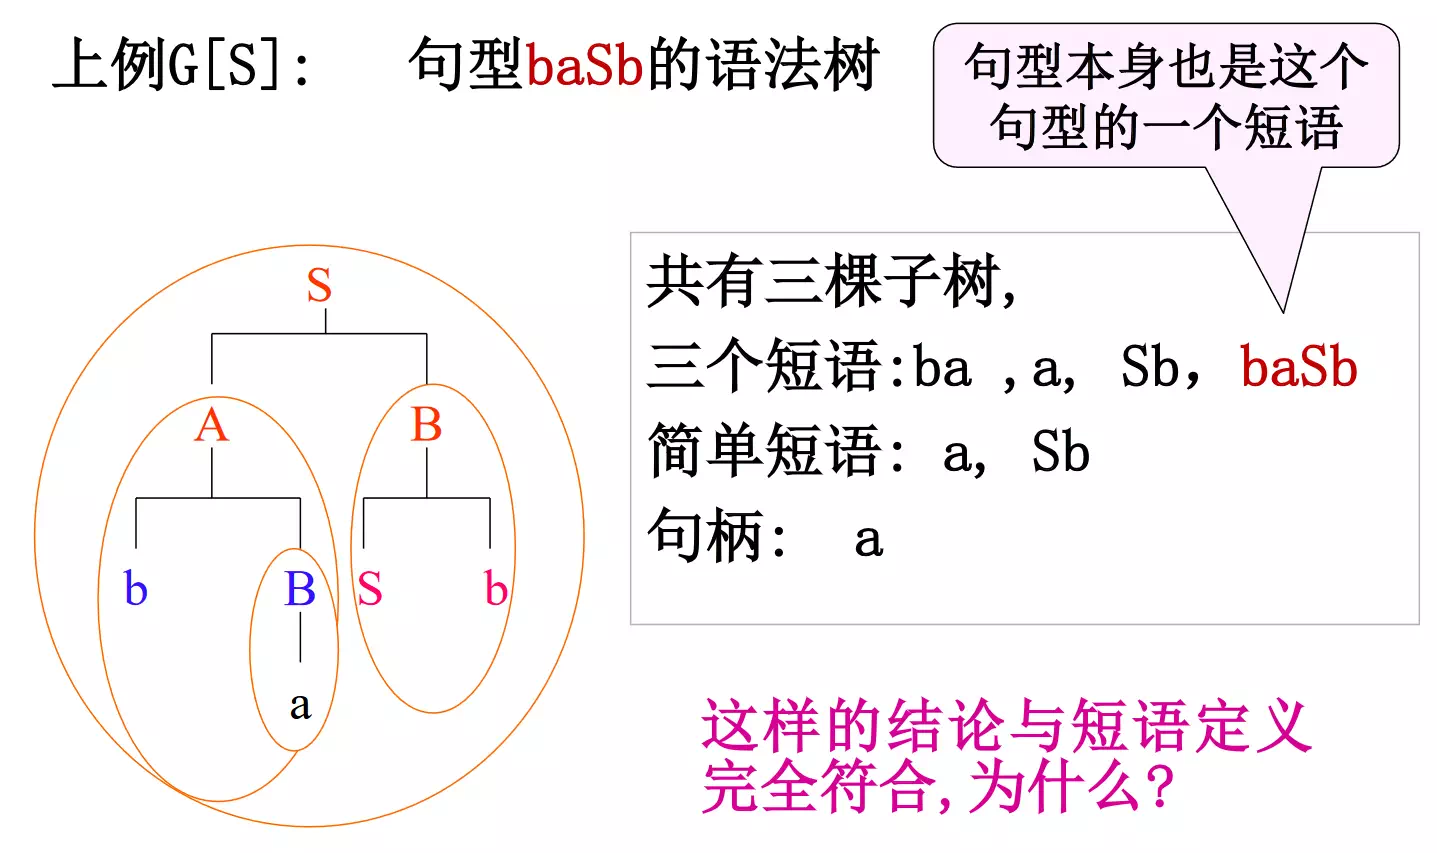 上例G[S]: 句型baSb的语法树
句型本身也是这个
句型的一个短语
S
A B
b B S b
a
共有三棵子树,
三个短语:ba ,a, Sb, baSb
简单短语: a, Sb
句柄: a
这样的结论与短语定义
完全符合,为什么?